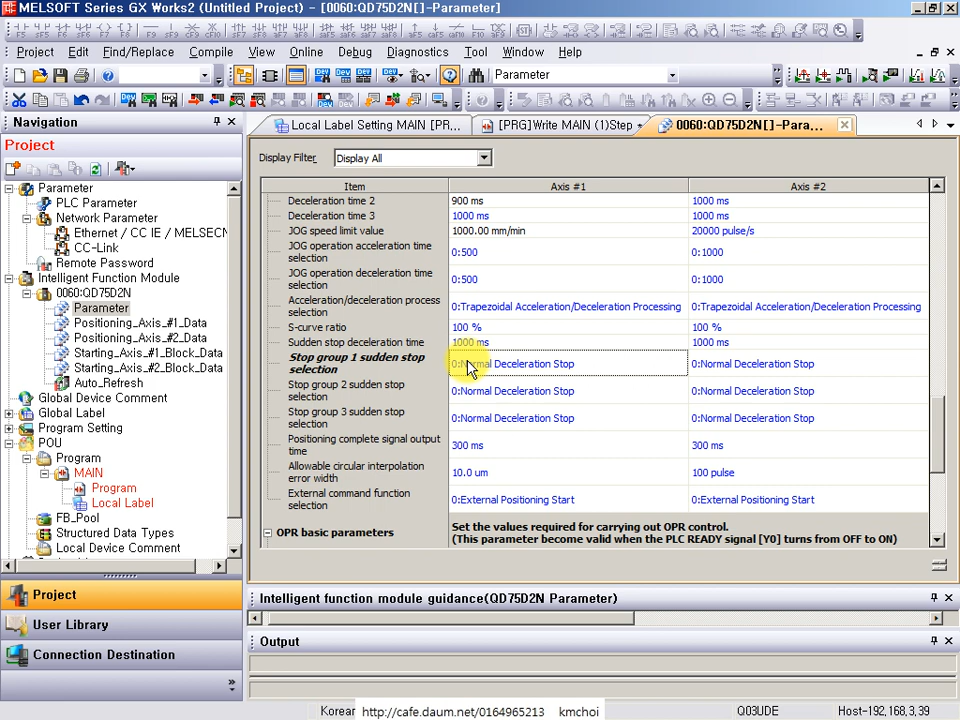 MELSOFT Series GX Works2 (Untitled Project) - [0060:QD75D2N[]-Parameter]
Project Edit Find/Replace Compile View Online Debug Diagnostics Tool Window Help
Parameter
Navigation
Local Label Setting MAIN [PR...
[PRG]Write MAIN (1)Step *
0060:QD75D2N[]-Para...
Project
Display Filter Display All
Item Axis #1 Axis #2
Deceleration time 2 900 ms 1000 ms
Deceleration time 3 1000 ms 1000 ms
JOG speed limit value 1000.00 mm/min 20000 pulse/s
JOG operation acceleration time selection 0:500 0:1000
JOG operation deceleration time selection 0:500 0:1000
Acceleration/deceleration process selection 0:Trapezoidal Acceleration/Deceleration Processing 0:Trapezoidal Acceleration/Deceleration Processing
S-curve ratio 100 % 100 %
Sudden stop deceleration time 1000 ms 1000 ms
Stop group 1 sudden stop selection 0:Normal Deceleration Stop 0:Normal Deceleration Stop
Stop group 2 sudden stop selection 0:Normal Deceleration Stop 0:Normal Deceleration Stop
Stop group 3 sudden stop selection 0:Normal Deceleration Stop 0:Normal Deceleration Stop
Positioning complete signal output time 300 ms 300 ms
Allowable circular interpolation error width 10.0 um 100 pulse
External command function selection 0:External Positioning Start 0:External Positioning Start
OPR basic parameters
Set the values required for carrying out OPR control.
(This parameter become valid when the PLC READY signal [Y0] turns from OFF to ON)
Parameter
PLC Parameter
Network Parameter
Ethernet / CC IE / MELSECN
CC-Link
Remote Password
Intelligent Function Module
0060:QD75D2N
Parameter
Positioning_Axis_#1_Data
Positioning_Axis_#2_Data
Starting_Axis_#1_Block_Data
Starting_Axis_#2_Block_Data
Auto_Refresh
Global Device Comment
Global Label
Program Setting
POU
Program
MAIN
Program
Local Label
FB_Pool
Structured Data Types
Local Device Comment
Project
User Library
Connection Destination
Intelligent function module guidance(QD75D2N Parameter)
Output
Korean
http://cafe.daum.net/0164965213 kmchoi
Q03UDE
Host-192,168,3,39